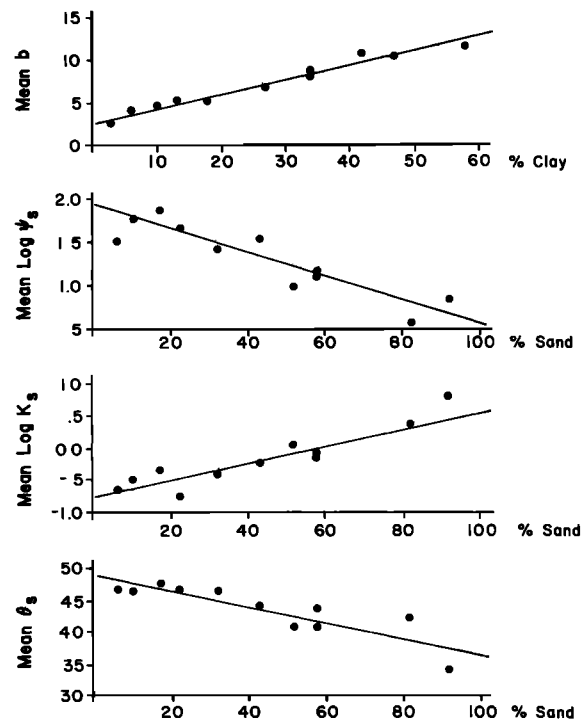 Mean b
15
10
5
0
10 20 30 40 50 60 % Clay
Mean Log ψs
2.0
1.5
1.0
5
20 40 60 80 100 % Sand
Mean Log Ks
1 0
.5
0 0
-.5
-1.0
20 40 60 80 100 % Sand
Mean θs
50
45
40
35
30
20 40 60 80 100 % Sand